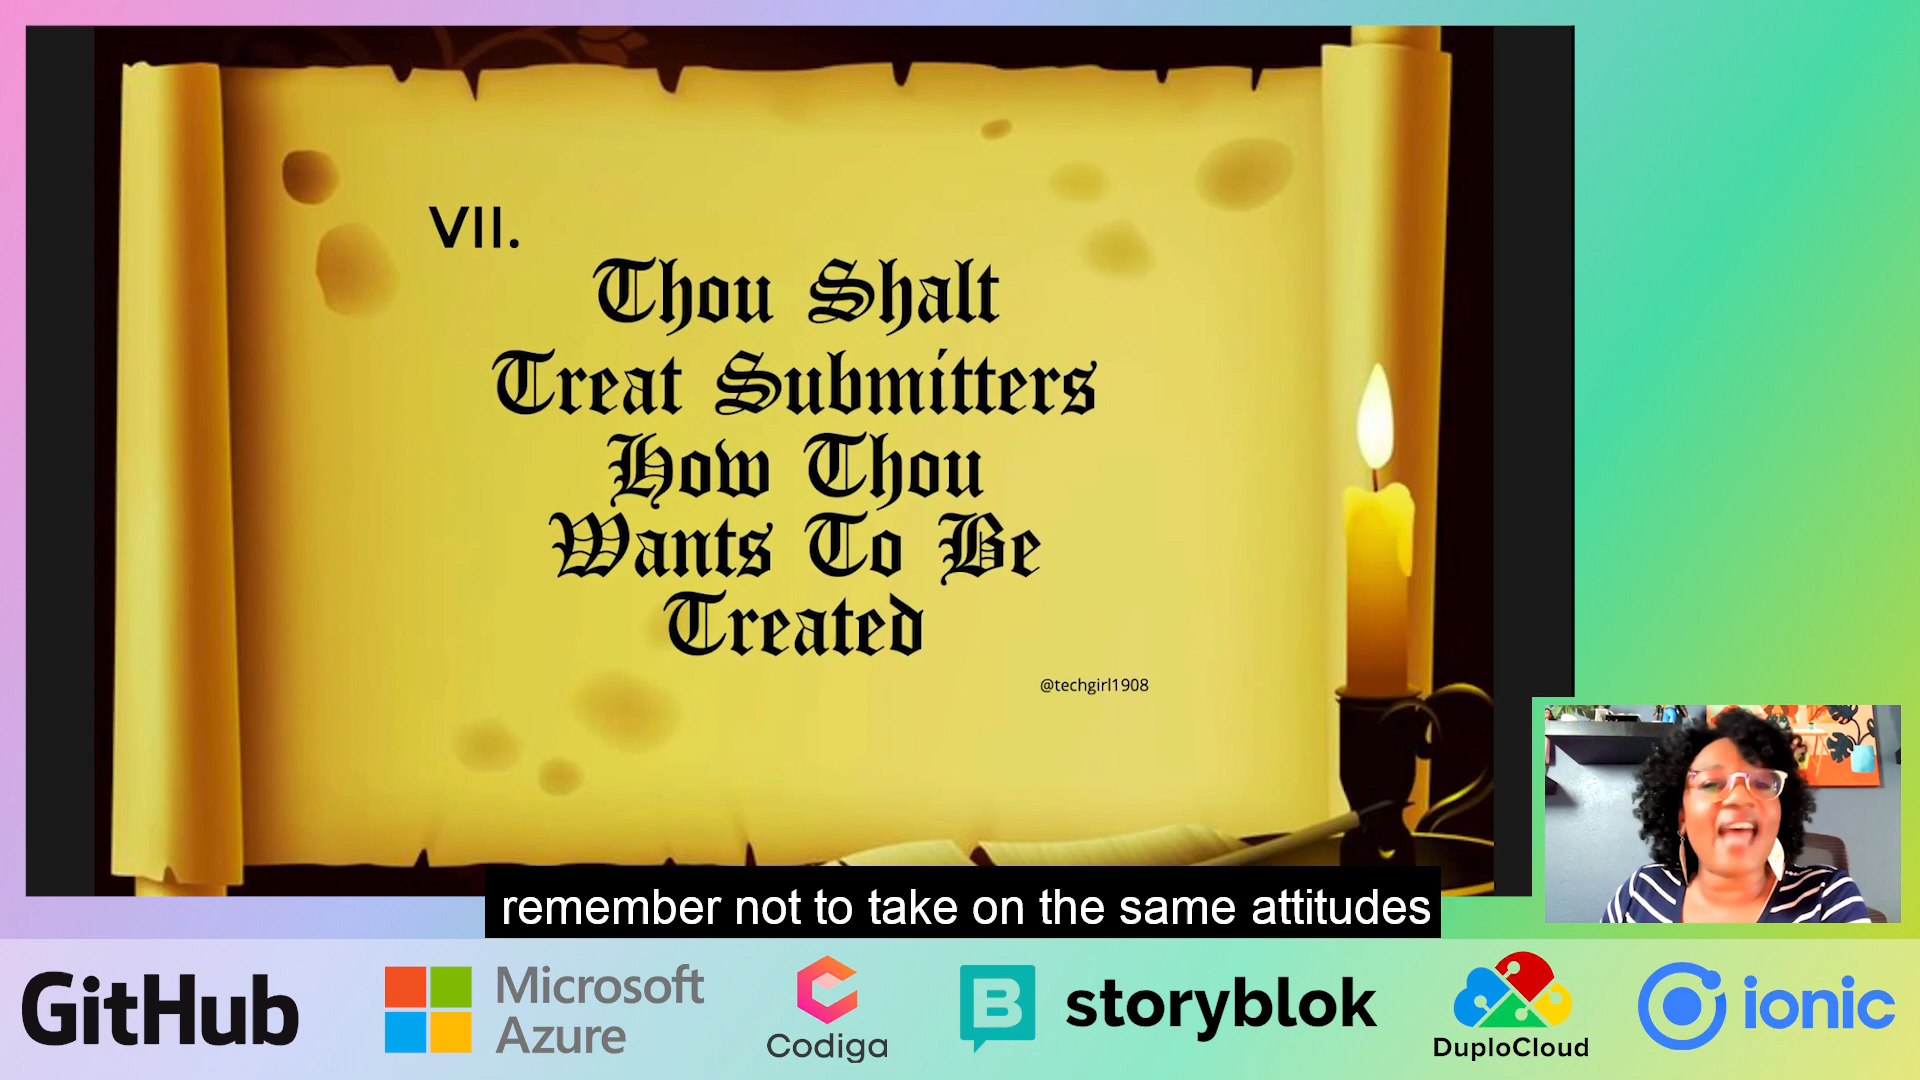 VII.
Thou Shalt
Treat Submitters
How Thou
Wants To Be
Treated
@techgirl1908
remember not to take on the same attitudes
GitHub
Microsoft
Azure
Codiga
B
storyblok
DuploCloud
ionic